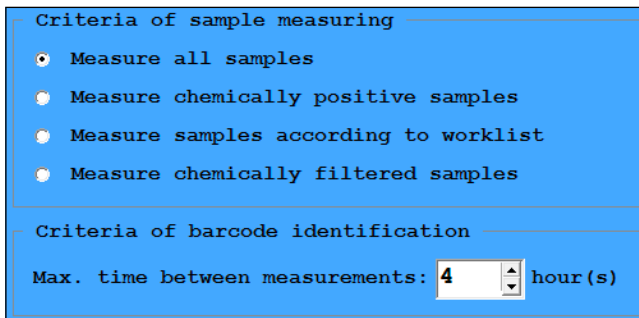 Criteria of sample measuring
Measure all samples
Measure chemically positive samples
Measure samples according to worklist
Measure chemically filtered samples
Criteria of barcode identification
Max. time between measurements: 4 hour(s)